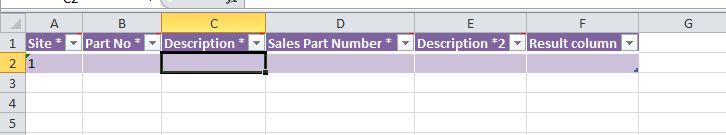 C2
A B C D E F G
1 Site * Part No * Description * Sales Part Number * Description *2 Result column
2 1
3
4
5